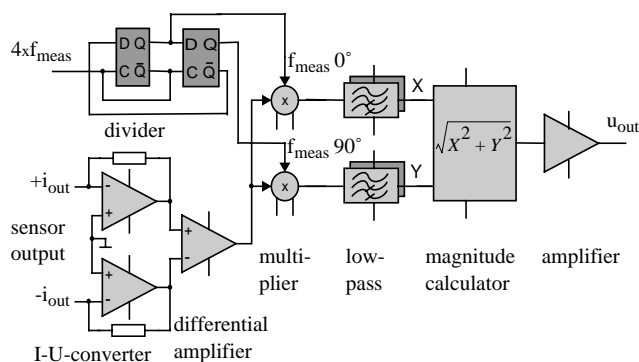 D Q
C Q̄
D Q
C Q̄
4xf_meas
divider
f_meas 0°
x
f_meas 90°
x
X
Y
√X² + Y²
u_out
+i_out
-
+
sensor
output
+
-
-i_out
+
-
I-U-converter
differential
amplifier
multi-
plier
low-
pass
magnitude
calculator
amplifier